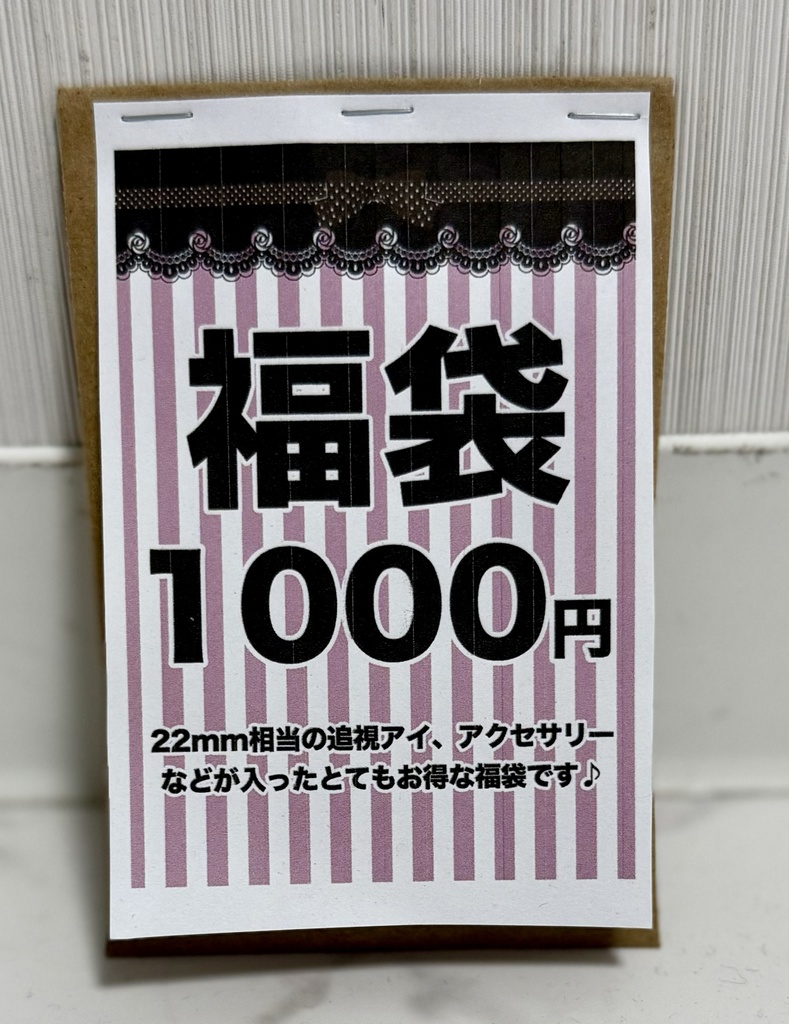 福袋
1000円
22mm相当の追視アイ、アクセサリー
などが入ったとてもお得な福袋です♪